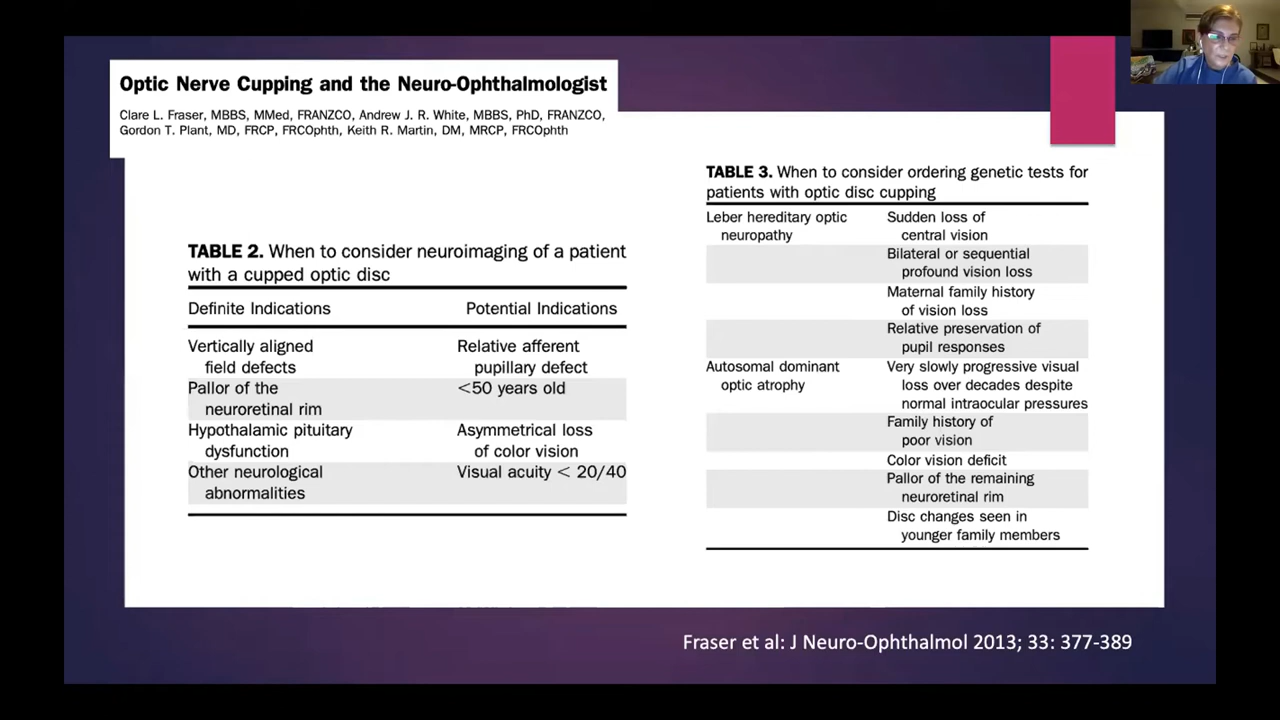 Optic Nerve Cupping and the Neuro-Ophthalmologist
Clare L. Fraser, MBBS, MMed, FRANZCO, Andrew J. R. White, MBBS, PhD, FRANZCO,
Gordon T. Plant, MD, FRCP, FRCOphth, Keith R. Martin, DM, MRCP, FRCOphth
TABLE 2. When to consider neuroimaging of a patient
with a cupped optic disc
Definite Indications Potential Indications
Vertically aligned Relative afferent
field defects pupillary defect
Pallor of the <50 years old
neuroretinal rim
Hypothalamic pituitary Asymmetrical loss
dysfunction of color vision
Other neurological Visual acuity < 20/40
abnormalities
TABLE 3. When to consider ordering genetic tests for
patients with optic disc cupping
Leber hereditary optic Sudden loss of
neuropathy central vision
Bilateral or sequential
profound vision loss
Maternal family history
of vision loss
Relative preservation of
pupil responses
Autosomal dominant Very slowly progressive visual
optic atrophy loss over decades despite
normal intraocular pressures
Family history of
poor vision
Color vision deficit
Pallor of the remaining
neuroretinal rim
Disc changes seen in
younger family members
Fraser et al: J Neuro-Ophthalmol 2013; 33: 377-389